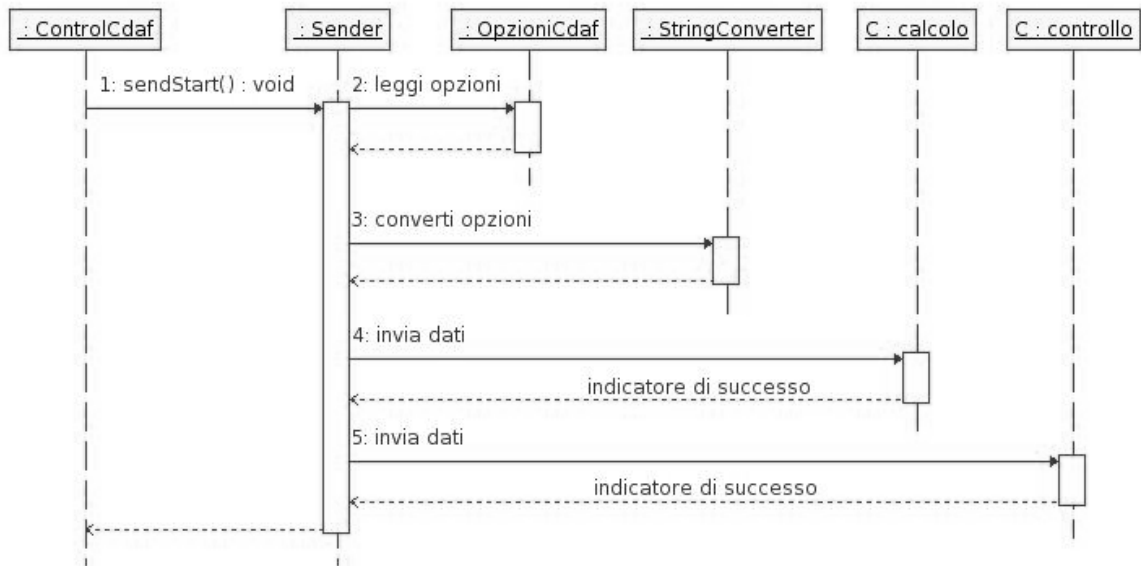 : ControlCdaf
: Sender
: OpzioniCdaf
: StringConverter
C : calcolo
C : controllo
1: sendStart() : void
2: leggi opzioni
3: converti opzioni
4: invia dati
indicatore di successo
5: invia dati
indicatore di successo